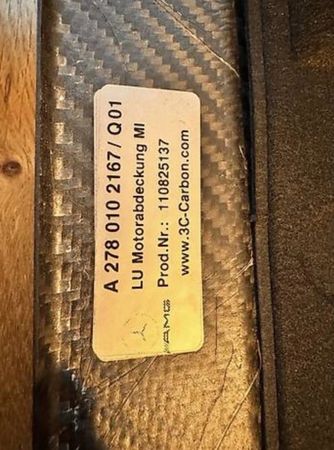 A 278 010 2167/ Q01
LU Motorabdeckung MI
Prod.Nr.: 110825137
www.3C-Carbon.com
AMG